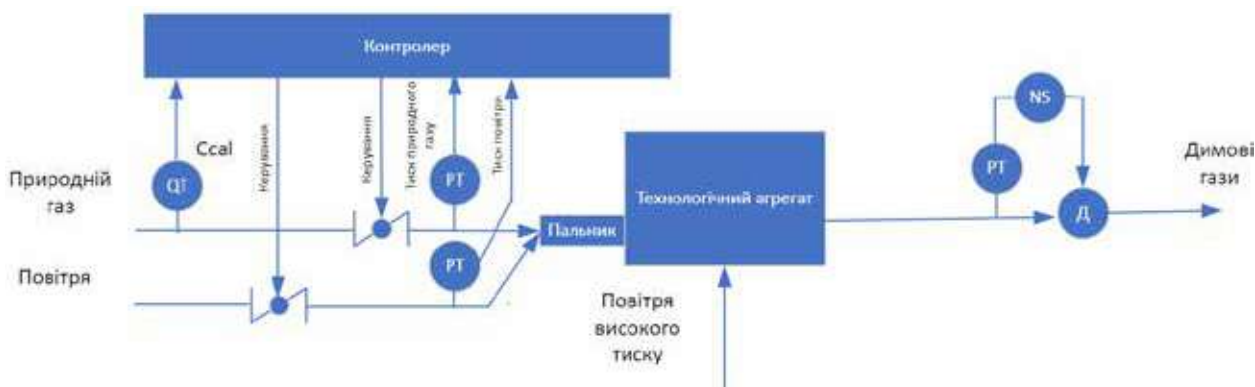 Контролер
Керування
Керування
Тиск природного
газу
Тиск повітря
Ccal
QT
PT
PT
Природній
газ
Повітря
Пальник
Технологічний агрегат
Повітря
високого
тиску
NS
PT
Д
Димові
гази